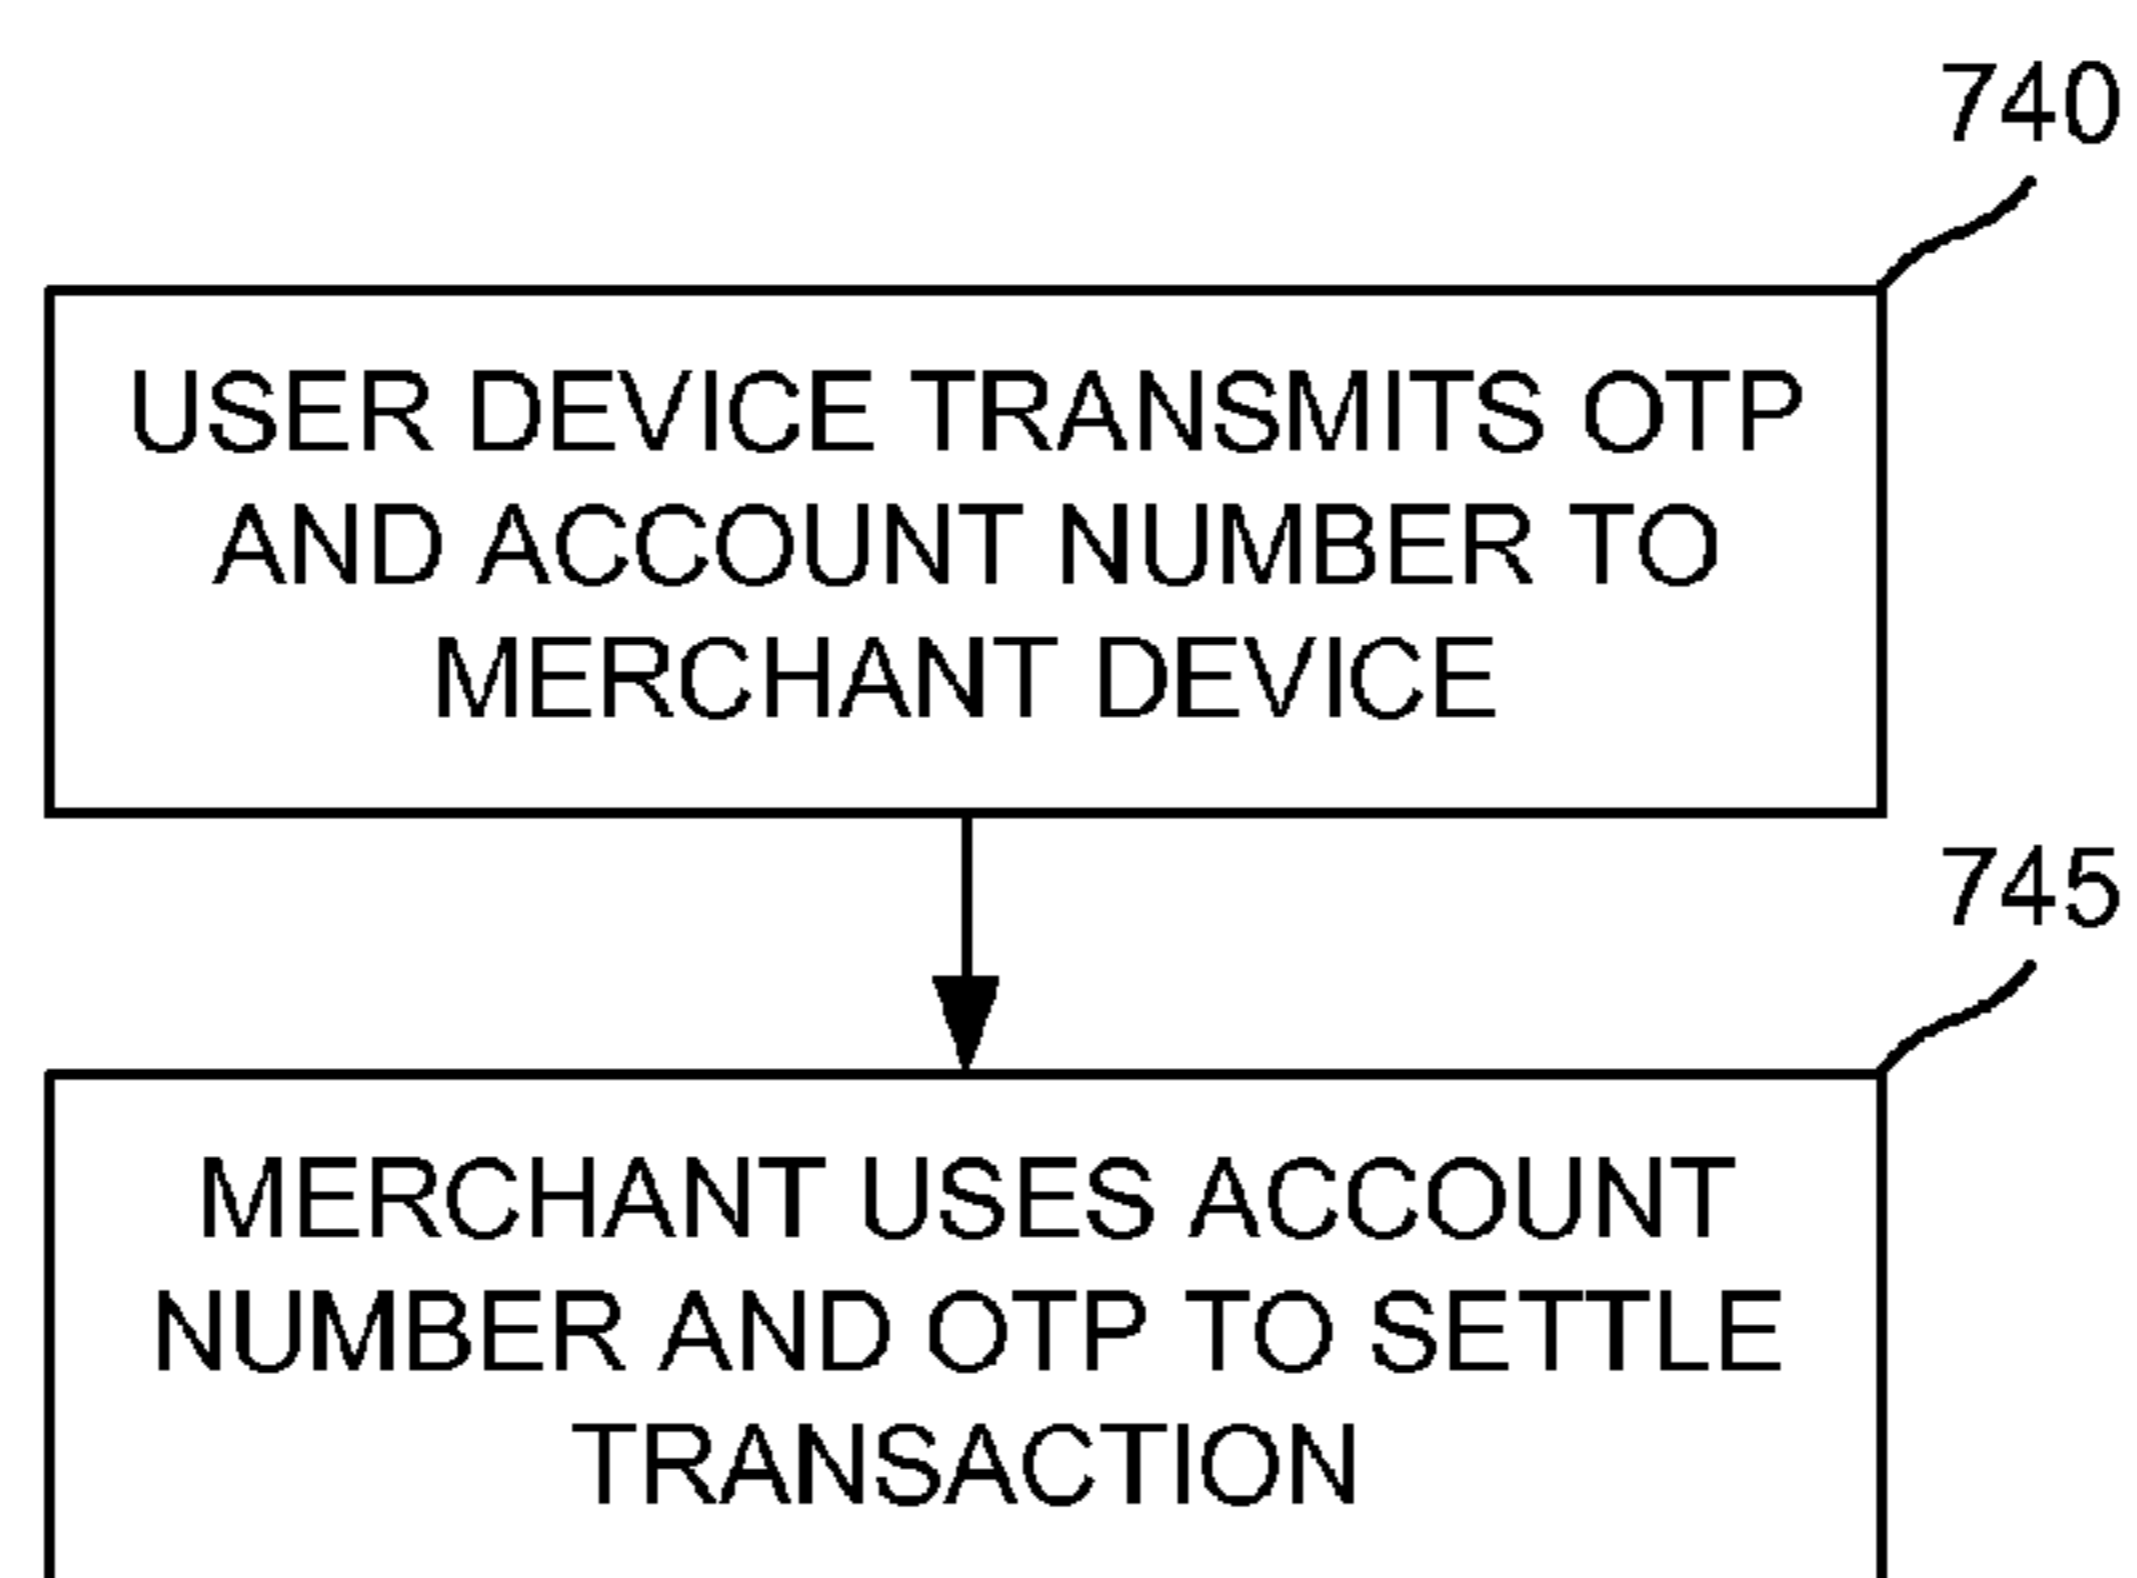 740
USER DEVICE TRANSMITS OTP
AND ACCOUNT NUMBER TO
MERCHANT DEVICE
745
MERCHANT USES ACCOUNT
NUMBER AND OTP TO SETTLE
TRANSACTION